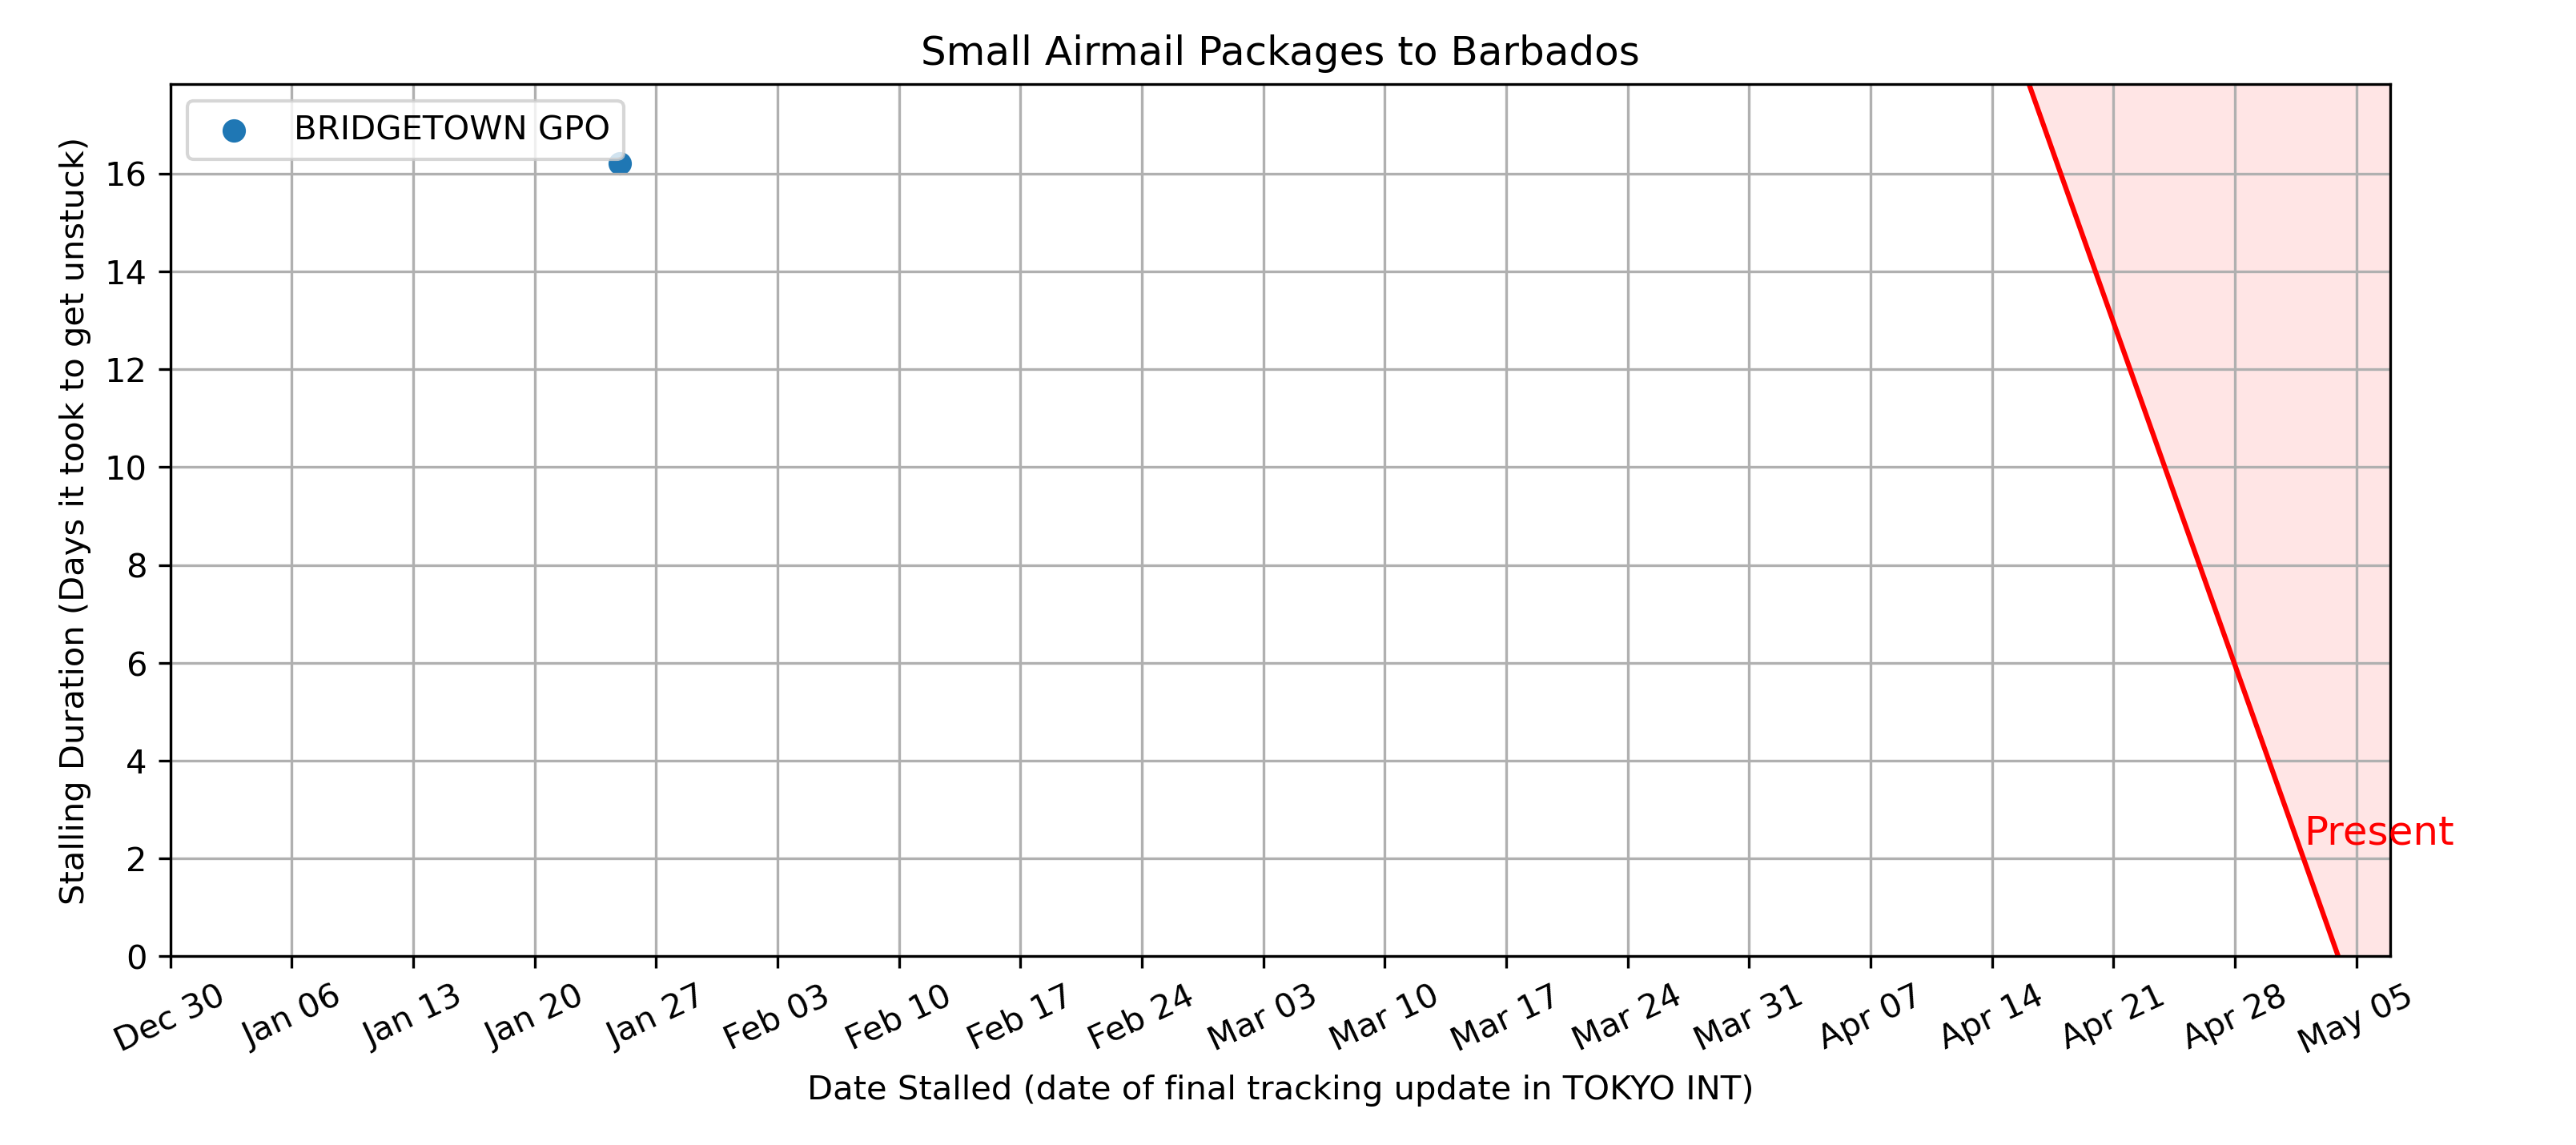 Small Airmail Packages to Barbados
BRIDGETOWN GPO
Stalling Duration (Days it took to get unstuck)
16
14
12
10
8
6
4
2
0
Present
Dec 30
Jan 06
Jan 13
Jan 20
Jan 27
Feb 03
Feb 10
Feb 17
Feb 24
Mar 03
Mar 10
Mar 17
Mar 24
Mar 31
Apr 07
Apr 14
Apr 21
Apr 28
May 05
Date Stalled (date of final tracking update in TOKYO INT)